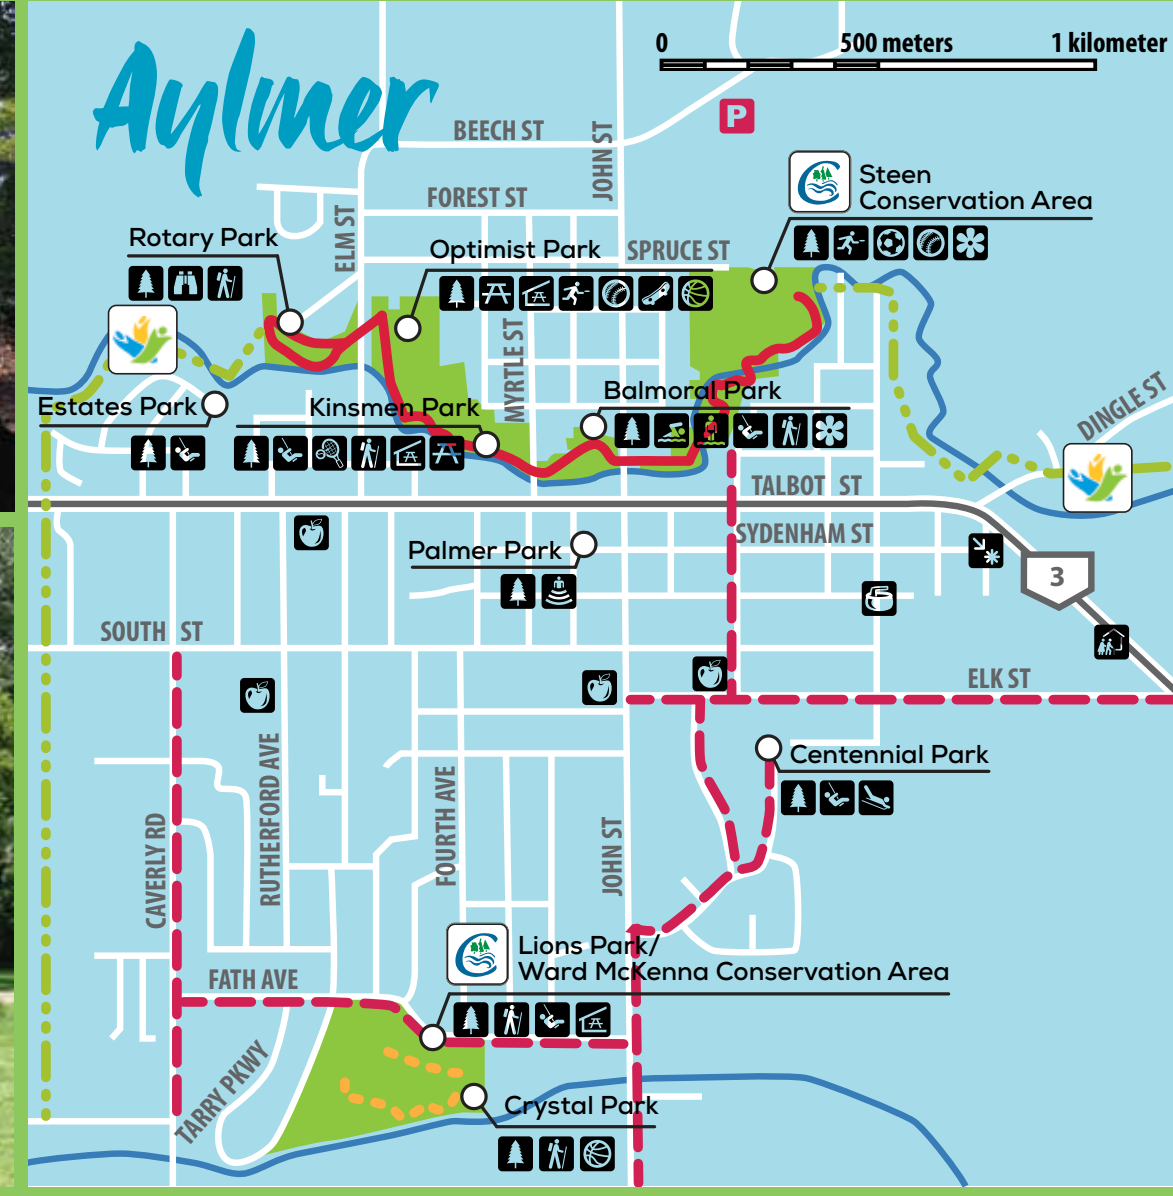 Aylmer
0 500 meters 1 kilometer
P
BEECH ST
JOHN ST
Steen
Conservation Area
FOREST ST
ELM ST
Rotary Park
Optimist Park
SPRUCE ST
MYRTLE ST
Estates Park
Kinsmen Park
Balmoral Park
DINGLE ST
TALBOT ST
SYDENHAM ST
Palmer Park
3
SOUTH ST
ELK ST
Centennial Park
RUTHERFORD AVE
FOURTH AVE
JOHN ST
CAVERLY RD
Lions Park/
Ward McKenna Conservation Area
FATH AVE
TARRY PKWY
Crystal Park